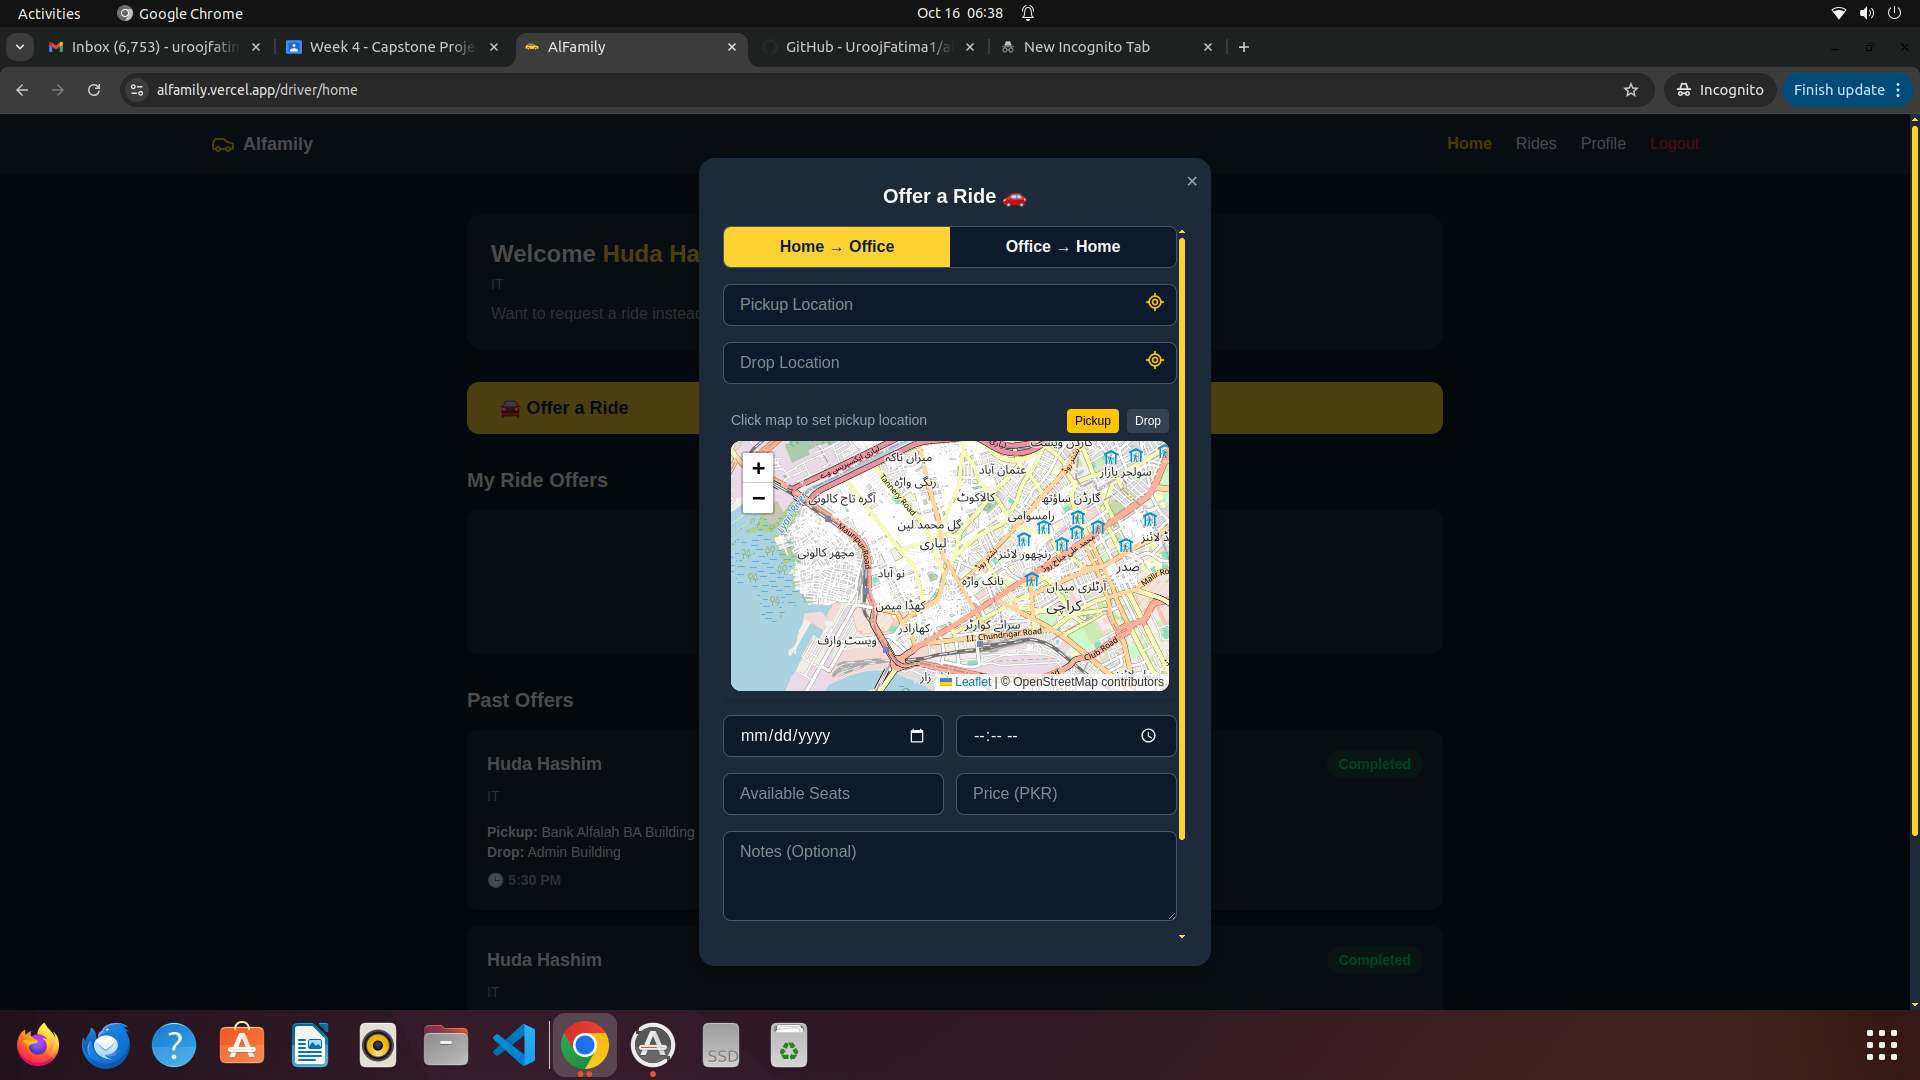 Activities
Google Chrome
Oct 16 06:38
Inbox (6,753) - uroojfatim
Week 4 - Capstone Proje
AlFamily
GitHub - UroojFatima1/al
New Incognito Tab
alfamily.vercel.app/driver/home
Incognito
Finish update
Alfamily
Home
Rides
Profile
Logout
Welcome Huda Ha
IT
Want to request a ride instead
Offer a Ride
My Ride Offers
Past Offers
Huda Hashim
Completed
IT
Pickup: Bank Alfalah BA Building
Drop: Admin Building
5:30 PM
Huda Hashim
Completed
IT
Offer a Ride
Home → Office
Office → Home
Pickup Location
Drop Location
Click map to set pickup location
Pickup
Drop
+
−
میراں ناکہ
عثمان آباد
سولجر بازار
Tannery Road
رنگی واڑہ
آگرہ تاج کالونی
کالاکوٹ
گارڈن ساؤتھ
رامسوامی
گل محمد لین
Mauripur Road
لیاری
مچھر کالونی
رنچھور لائنز
صدر
نو آباد
نانک واڑہ
آرٹلری میدان
کراچی
کھڈا میمن
کھارادر
سرائے کوارٹر
I.I. Chundrigar Road
ویسٹ وارف
Club Road
Leaflet | © OpenStreetMap contributors
mm/dd/yyyy
--:-- --
Available Seats
Price (PKR)
Notes (Optional)
SSD